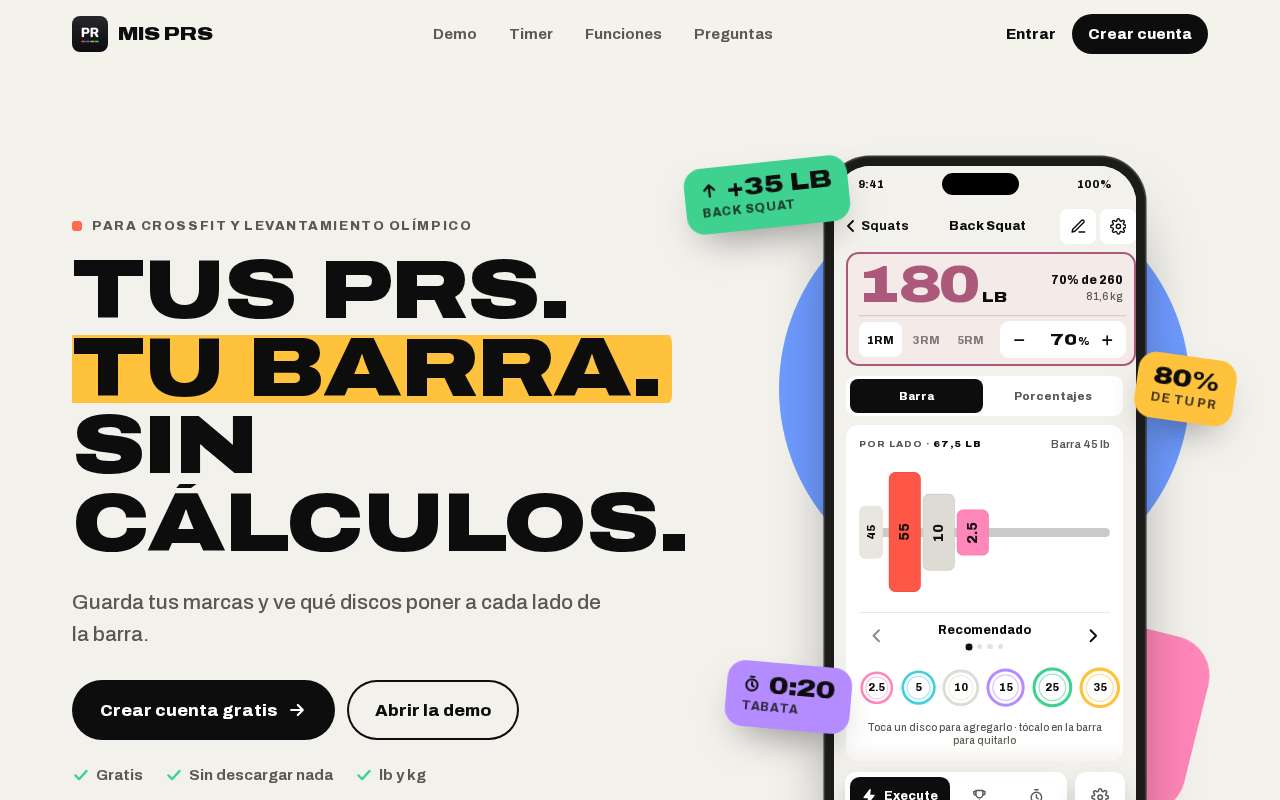 PR MIS PRS
Demo Timer Funciones Preguntas
Entrar Crear cuenta
PARA CROSSFIT Y LEVANTAMIENTO OLÍMPICO
TUS PRS.
TU BARRA.
SIN
CÁLCULOS.
Guarda tus marcas y ve qué discos poner a cada lado de
la barra.
Crear cuenta gratis
Abrir la demo
Gratis Sin descargar nada lb y kg
+35 LB
BACK SQUAT
9:41 100%
Squats Back Squat
180 LB
70% de 260
81,6 kg
1RM 3RM 5RM − 70% +
80%
DE TU PR
Barra Porcentajes
POR LADO · 67,5 LB Barra 45 lb
45 55 10 2.5
Recomendado
2.5 5 10 15 25 35
0:20
TABATA
Toca un disco para agregarlo · tócalo en la barra
para quitarlo
Execute